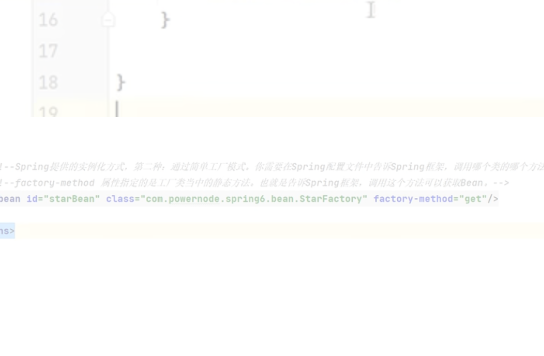 16 }
17
18 }
19
!--Spring提供的实例化方式，第二种：通过简单工厂模式。你需要在Spring配置文件中告诉Spring框架，调用哪个类的哪个方法
!--factory-method 属性指定的是工厂类当中的静态方法。也就是告诉Spring框架，调用这个方法可以获取Bean。-->
bean id="starBean" class="com.powernode.spring6.bean.StarFactory" factory-method="get"/>
ns>